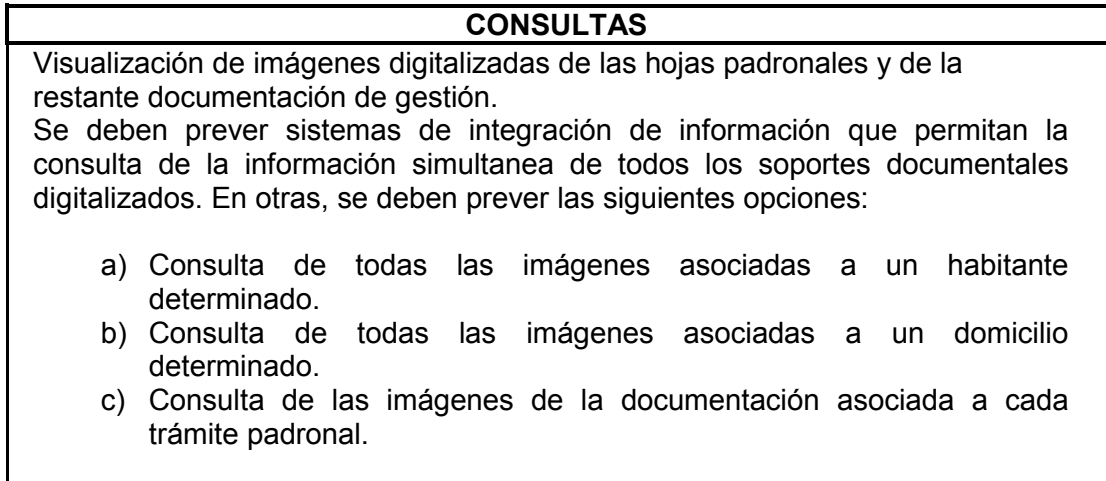 CONSULTAS
Visualización de imágenes digitalizadas de las hojas padronales y de la
restante documentación de gestión.
Se deben prever sistemas de integración de información que permitan la
consulta de la información simultanea de todos los soportes documentales
digitalizados. En otras, se deben prever las siguientes opciones:
a) Consulta de todas las imágenes asociadas a un habitante
determinado.
b) Consulta de todas las imágenes asociadas a un domicilio
determinado.
c) Consulta de las imágenes de la documentación asociada a cada
trámite padronal.